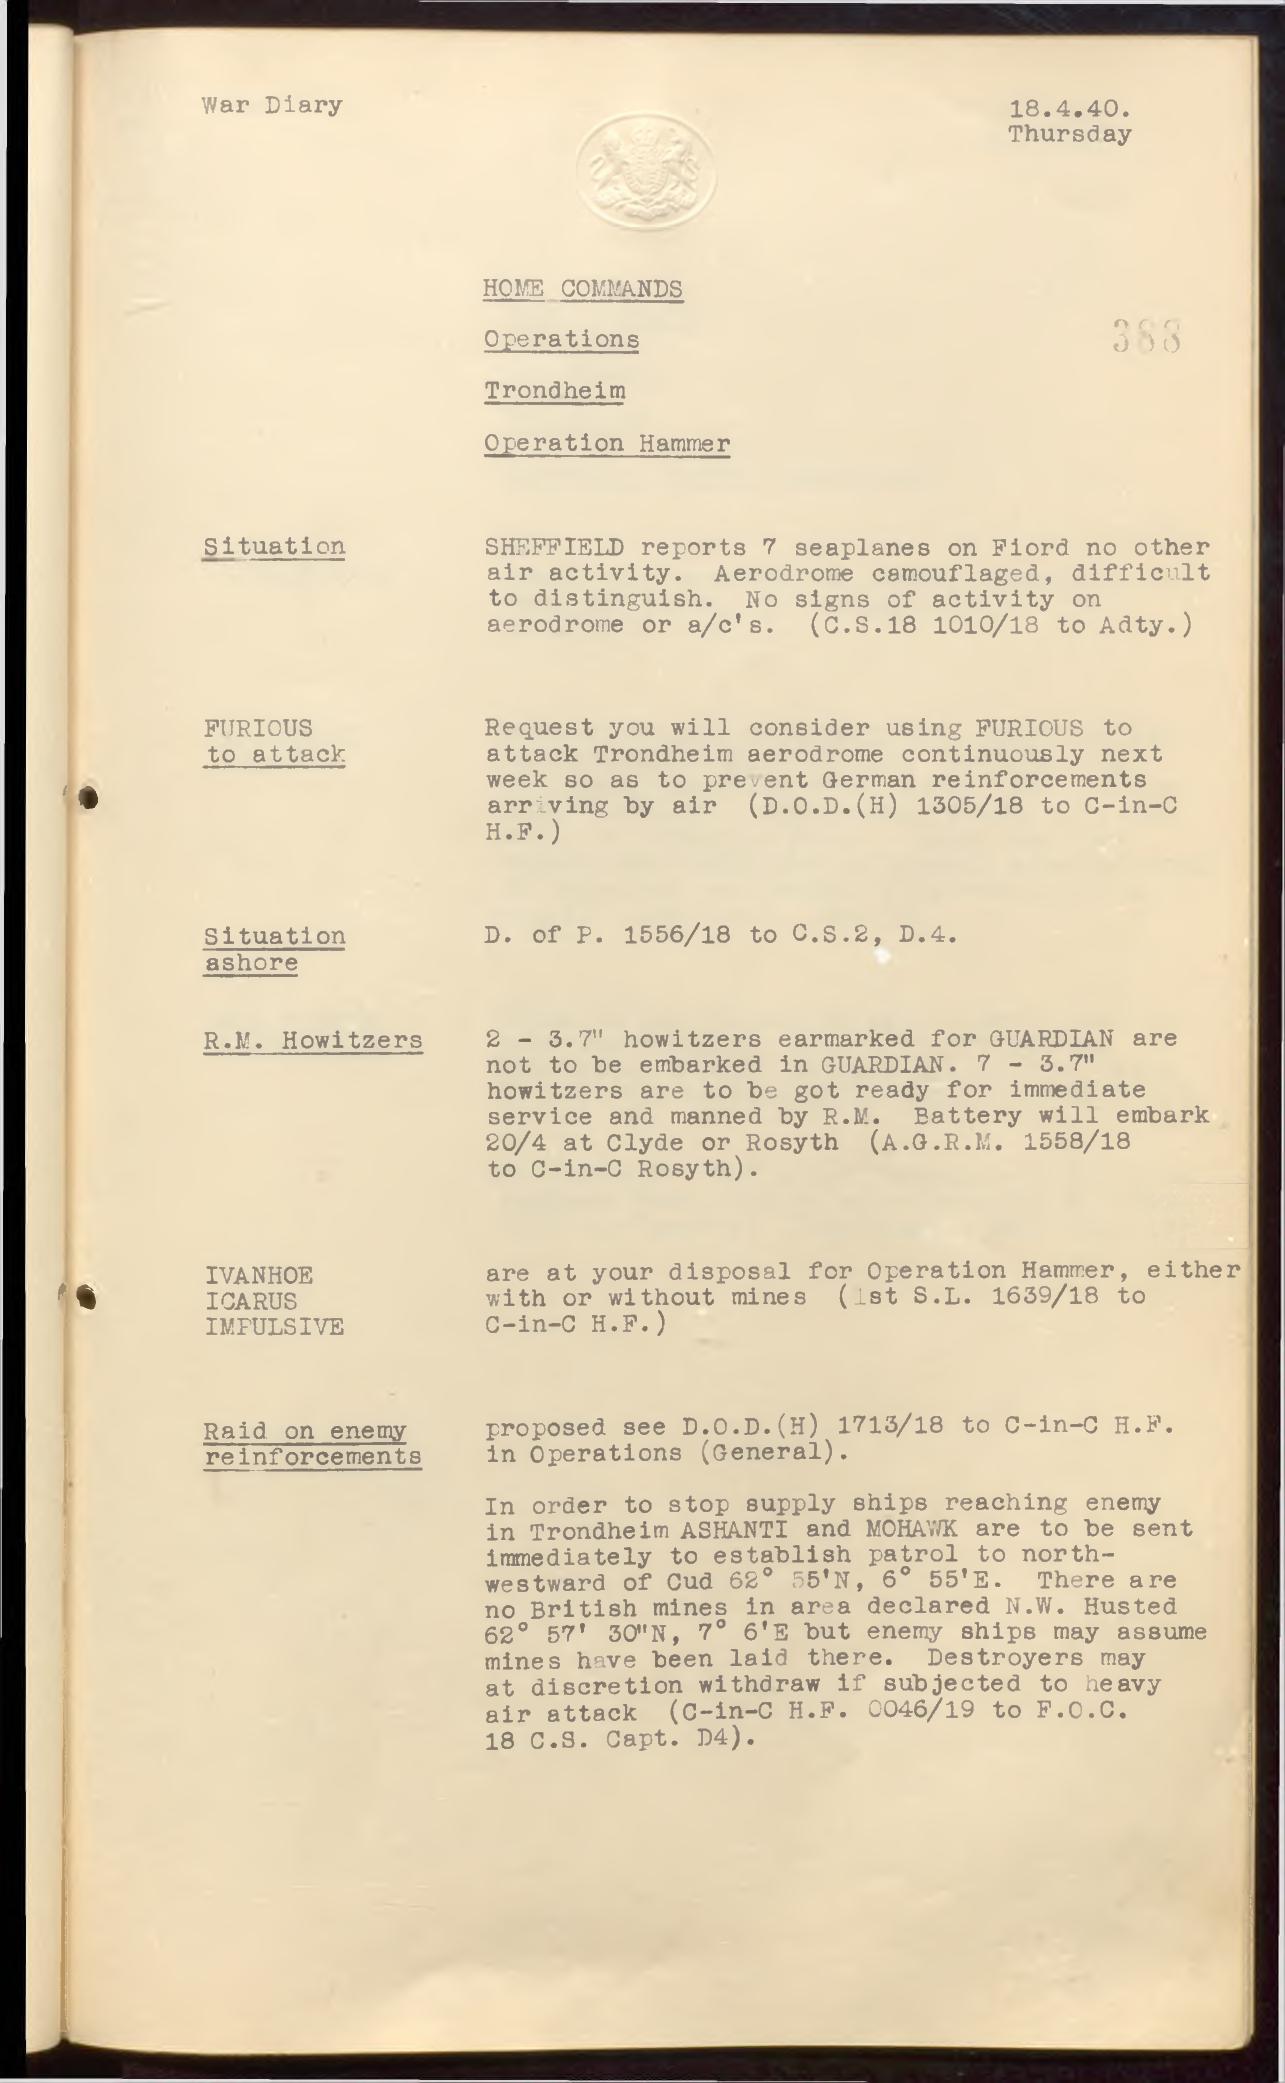 War Diary
18.4.40.
Thursday
HOME COMMANDS
388
Operations
Trondheim
Operation Hammer
Situation
SHEFFIELD reports 7 seaplanes on Fiord no other
air activity. Aerodrome camouflaged, difficult
to distinguish. No signs of activity on
aerodrome or a/c's. (C.S.18 1010/18 to Adty.)
FURIOUS
to attack
Request you will consider using FURIOUS to
attack Trondheim aerodrome continuously next
week so as to prevent German reinforcements
arriving by air (D.O.D.(H) 1305/18 to C-in-C
H.F.)
Situation
ashore
D. of P. 1556/18 to C.S.2, D.4.
R.M. Howitzers
2 - 3.7" howitzers earmarked for GUARDIAN are
not to be embarked in GUARDIAN. 7 - 3.7"
howitzers are to be got ready for immediate
service and manned by R.M. Battery will embark
20/4 at Clyde or Rosyth (A.G.R.M. 1558/18
to C-in-C Rosyth).
IVANHOE
ICARUS
IMPULSIVE
are at your disposal for Operation Hammer, either
with or without mines (1st S.L. 1639/18 to
C-in-C H.F.)
Raid on enemy
reinforcements
proposed see D.O.D.(H) 1713/18 to C-in-C H.F.
in Operations (General).
In order to stop supply ships reaching enemy
in Trondheim ASHANTI and MOHAWK are to be sent
immediately to establish patrol to north-
westward of Cud 62° 55'N, 6° 55'E. There are
no British mines in area declared N.W. Husted
62° 57' 30"N, 7° 6'E but enemy ships may assume
mines have been laid there. Destroyers may
at discretion withdraw if subjected to heavy
air attack (C-in-C H.F. 0046/19 to F.O.C.
18 C.S. Capt. D4).